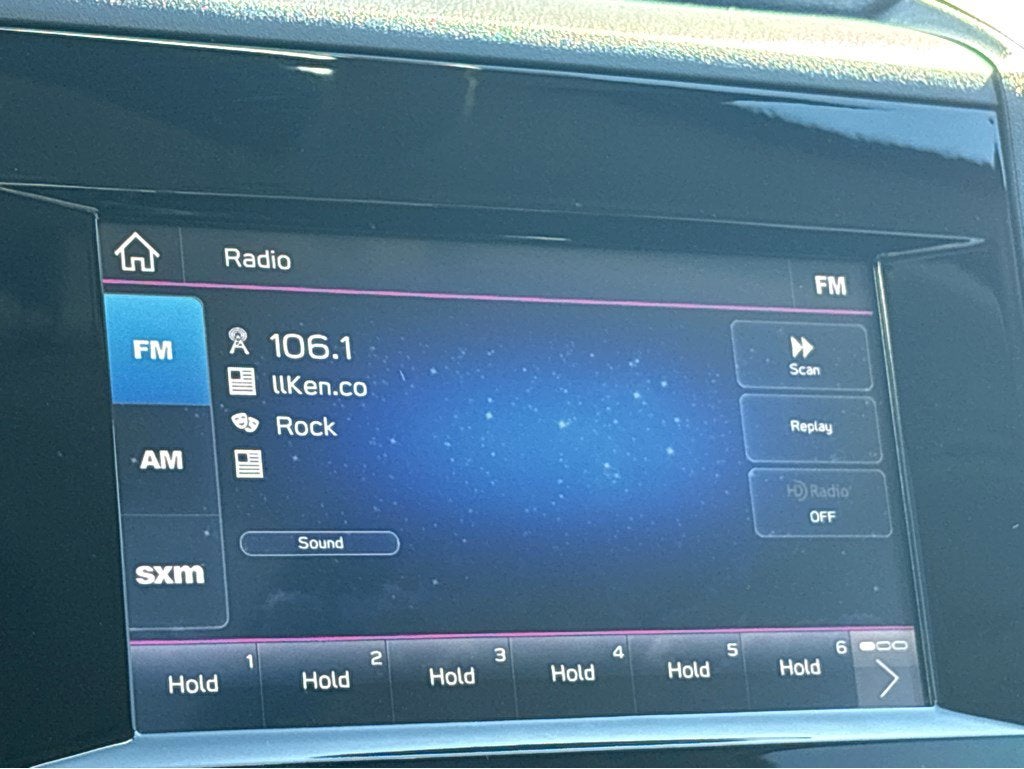 Radio
FM
FM
106.1
llKen.co
Scan
Rock
Replay
AM
HD Radio
OFF
Sound
sxm
1
Hold
2
Hold
3
Hold
4
Hold
5
Hold
6
Hold